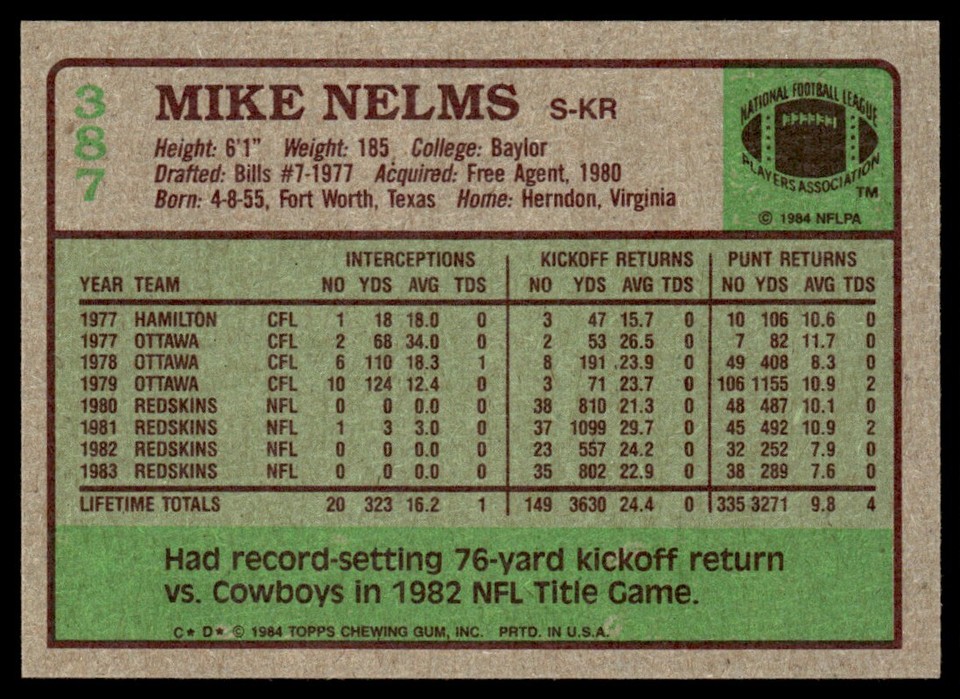 387
MIKE NELMS S-KR
Height: 6'1" Weight: 185 College: Baylor
Drafted: Bills #7-1977 Acquired: Free Agent, 1980
Born: 4-8-55, Fort Worth, Texas Home: Herndon, Virginia
NATIONAL FOOTBALL LEAGUE
PLAYERS ASSOCIATION
TM
© 1984 NFLPA
INTERCEPTIONS KICKOFF RETURNS PUNT RETURNS
YEAR TEAM NO YDS AVG TDS NO YDS AVG TDS NO YDS AVG TDS
1977 HAMILTON CFL 1 18 18.0 0 3 47 15.7 0 10 106 10.6 0
1977 OTTAWA CFL 2 68 34.0 0 2 53 26.5 0 7 82 11.7 0
1978 OTTAWA CFL 6 110 18.3 1 8 191 23.9 0 49 408 8.3 0
1979 OTTAWA CFL 10 124 12.4 0 3 71 23.7 0 106 1155 10.9 2
1980 REDSKINS NFL 0 0 0.0 0 38 810 21.3 0 48 487 10.1 0
1981 REDSKINS NFL 1 3 3.0 0 37 1099 29.7 0 45 492 10.9 2
1982 REDSKINS NFL 0 0 0.0 0 23 557 24.2 0 32 252 7.9 0
1983 REDSKINS NFL 0 0 0.0 0 35 802 22.9 0 38 289 7.6 0
LIFETIME TOTALS 20 323 16.2 1 149 3630 24.4 0 335 3271 9.8 4
Had record-setting 76-yard kickoff return
vs. Cowboys in 1982 NFL Title Game.
C★ D★ © 1984 TOPPS CHEWING GUM, INC. PRTD. IN U.S.A.